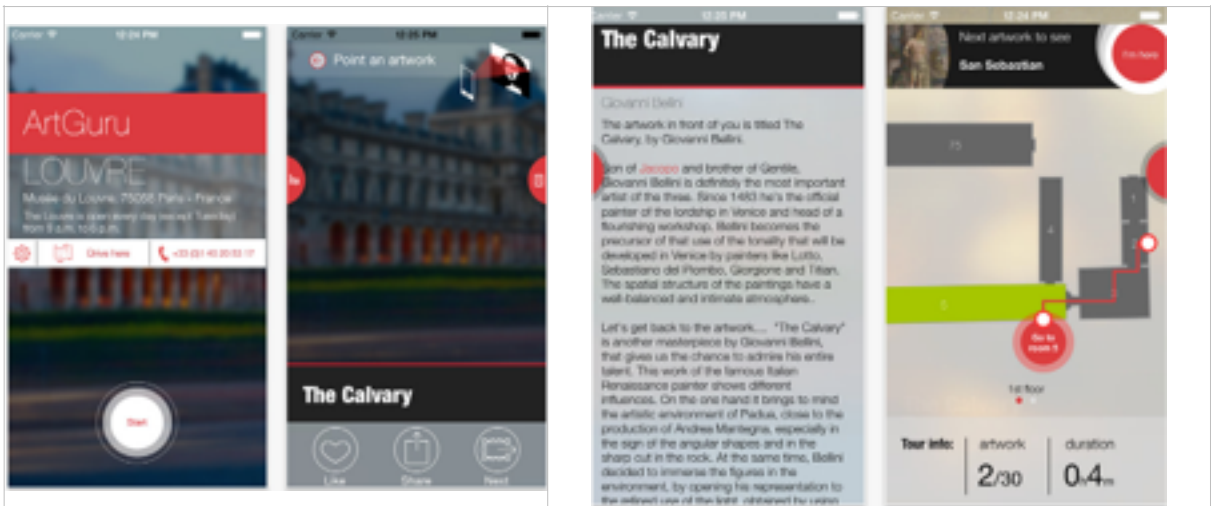 Carrier 12:24 PM
ArtGuru
LOUVRE
Musée du Louvre, 75058 Paris - France
The Louvre is open every day (except Tuesday)
from 9 a.m. to 6 p.m.
Drive here
+33 (0)1 40 20 53 17
Start
Carrier 12:25 PM
Point an artwork
The Calvary
Like
Share
Next
Carrier 12:25 PM
The Calvary
Giovanni Bellini
The artwork in front of you is titled The
Calvary, by Giovanni Bellini.
Son of Jacopo and brother of Gentile,
Giovanni Bellini is definitely the most important
artist of the three. Since 1483 he's the official
painter of the lordship in Venice and head of a
flourishing workshop. Bellini becomes the
precursor of that use of the tonality that will be
developed in Venice by painters like Lotto,
Sebastiano del Piombo, Giorgione and Titian.
The spatial structure of the paintings have a
well-balanced and intimate atmosphere..
Let's get back to the artwork.... "The Calvary"
is another masterpiece by Giovanni Bellini,
that gives us the chance to admire his entire
talent. This work of the famous Italian
Renaissance painter shows different
influences. On the one hand it brings to mind
the artistic environment of Padua, close to the
production of Andrea Mantegna, especially in
the sign of the angular shapes and in the
sharp cut in the rock. At the same time, Bellini
decided to immerse the figures in the
environment, by opening his representation to
the refined use of the light, obtained by using
Carrier 12:24 PM
Next artwork to see
San Sebastian
I'm here
75
1
4
2
3
5
Go to
room 5
1st floor
Tour info:
artwork
2/30
duration
0h4m